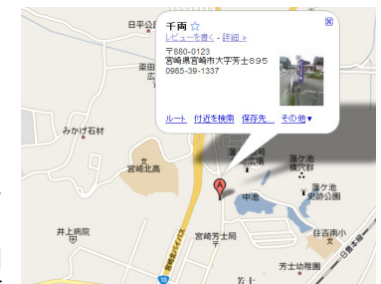 千両 ☆
レビューを書く - 詳細 »
〒880-0123
宮崎県宮崎市大字芳士895
0985-39-1337
ルート 付近を検索 保存先... その他▼
日平公
みかげ石材
宮崎北高
A
蓮ケ池
横穴群
蓮ケ池
史跡公園
中池
井上病院
宮崎芳士局
住吉南小
宮崎北バイパス
日豊本線
芳士幼稚園
芳士
10